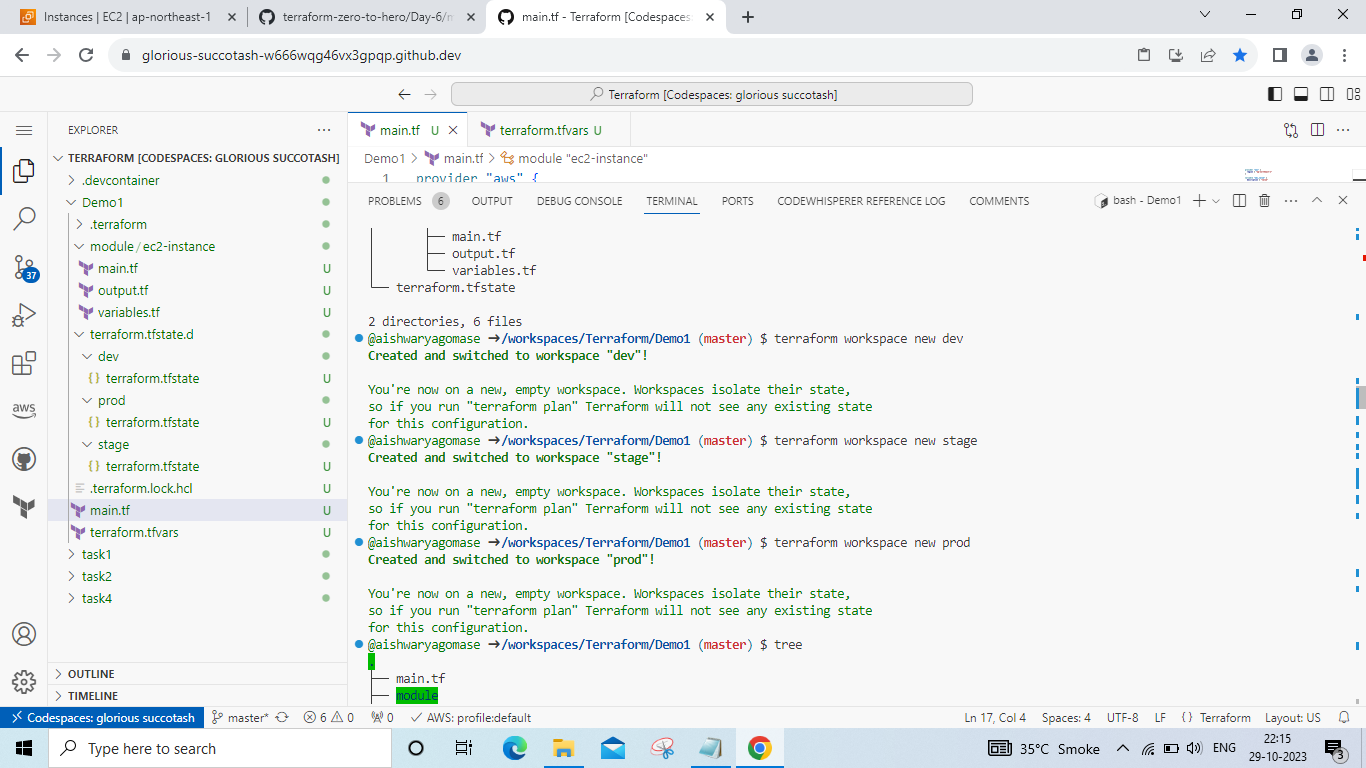 Instances | EC2 | ap-northeast-1
terraform-zero-to-hero/Day-6/m
main.tf - Terraform [Codespaces:
glorious-succotash-w666wqg46vx3gpqp.github.dev
Terraform [Codespaces: glorious succotash]
EXPLORER
TERRAFORM [CODESPACES: GLORIOUS SUCCOTASH]
.devcontainer
Demo1
.terraform
module/ec2-instance
main.tf U
output.tf U
variables.tf U
terraform.tfstate.d
dev
{} terraform.tfstate U
prod
{} terraform.tfstate U
stage
{} terraform.tfstate U
.terraform.lock.hcl U
main.tf U
terraform.tfvars U
task1
task2
task4
OUTLINE
TIMELINE
37
aws
main.tf U
terraform.tfvars U
Demo1 > main.tf > module "ec2-instance"
1 provider "aws" {
PROBLEMS 6 OUTPUT DEBUG CONSOLE TERMINAL PORTS CODEWHISPERER REFERENCE LOG COMMENTS
bash - Demo1
├── main.tf
├── output.tf
└── variables.tf
└── terraform.tfstate
2 directories, 6 files
@aishwaryagomase ➜/workspaces/Terraform/Demo1 (master) $ terraform workspace new dev
Created and switched to workspace "dev"!
You're now on a new, empty workspace. Workspaces isolate their state,
so if you run "terraform plan" Terraform will not see any existing state
for this configuration.
@aishwaryagomase ➜/workspaces/Terraform/Demo1 (master) $ terraform workspace new stage
Created and switched to workspace "stage"!
You're now on a new, empty workspace. Workspaces isolate their state,
so if you run "terraform plan" Terraform will not see any existing state
for this configuration.
@aishwaryagomase ➜/workspaces/Terraform/Demo1 (master) $ terraform workspace new prod
Created and switched to workspace "prod"!
You're now on a new, empty workspace. Workspaces isolate their state,
so if you run "terraform plan" Terraform will not see any existing state
for this configuration.
@aishwaryagomase ➜/workspaces/Terraform/Demo1 (master) $ tree
.
├── main.tf
├── module
Codespaces: glorious succotash master* 6 0 0 AWS: profile:default Ln 17, Col 4 Spaces: 4 UTF-8 LF {} Terraform Layout: US
Type here to search
35°C Smoke
ENG
22:15
29-10-2023
3